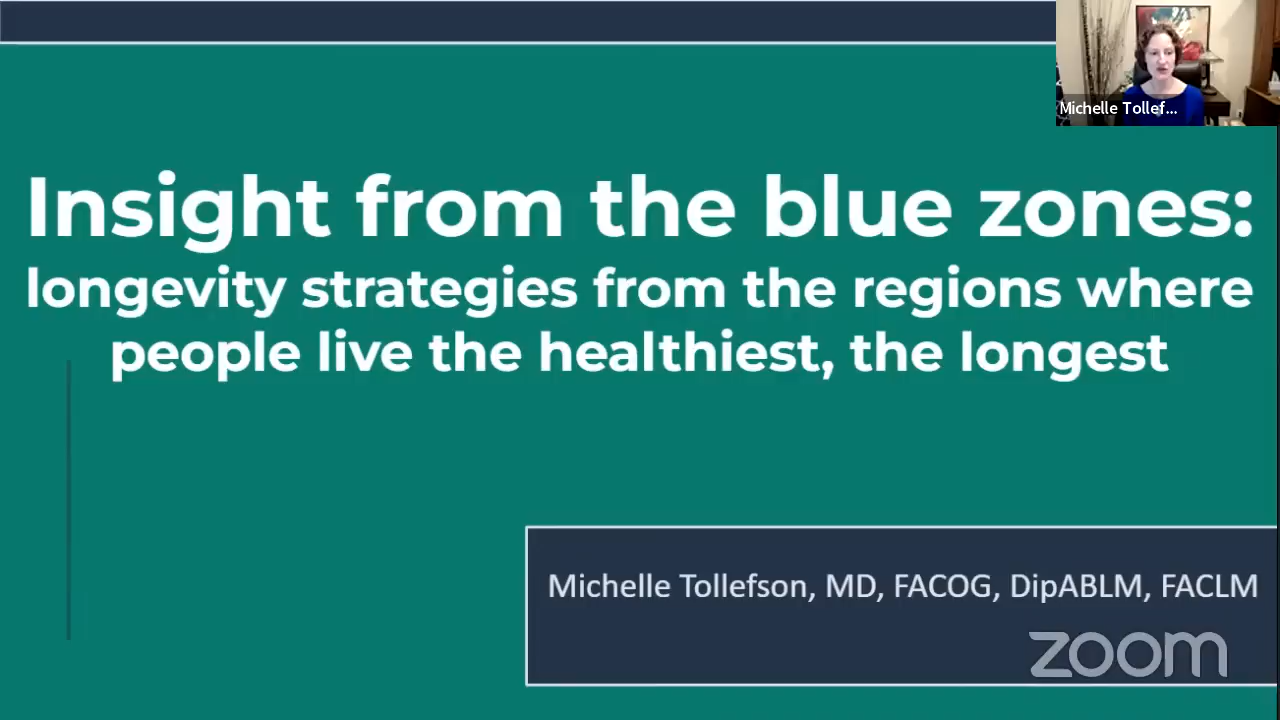 Michelle Tollef...
Insight from the blue zones:
longevity strategies from the regions where
people live the healthiest, the longest
Michelle Tollefson, MD, FACOG, DipABLM, FACLM
zoom